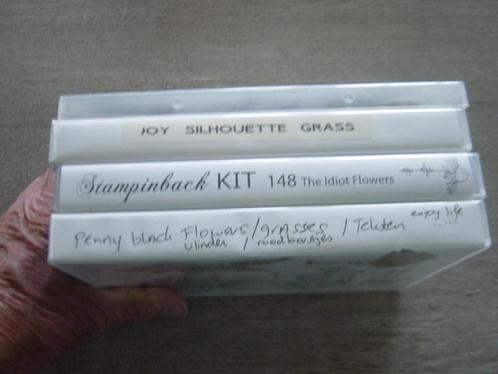 JOY SILHOUETTE GRASS
Stampinback KIT 148 The Idiot Flowers
Penny black Flowers/grasses / Teksten enjoy life .....
vlinder / roodborstjes